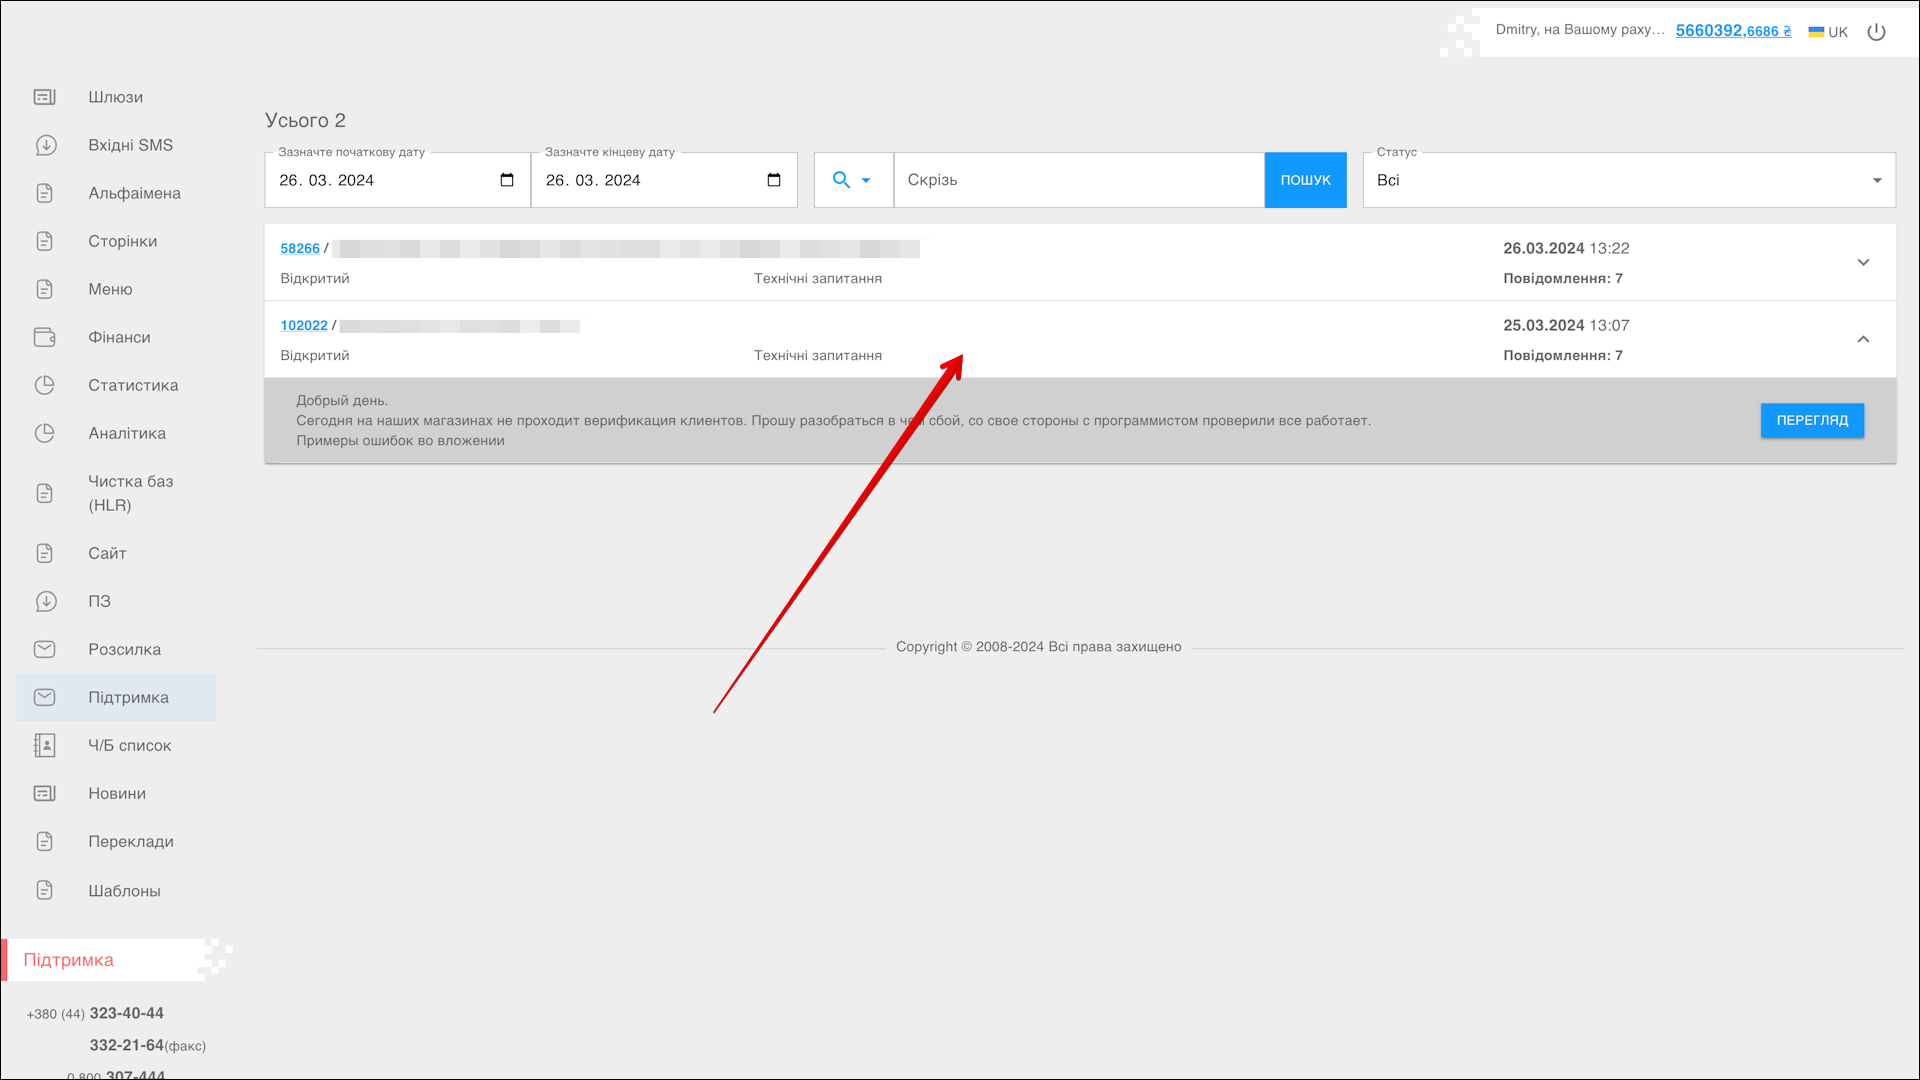 Dmitry, на Вашому раху... 5660392,6686 ₴ UK
Шлюзи
Вхідні SMS
Альфаімена
Сторінки
Меню
Фінанси
Статистика
Аналітика
Чистка баз
(HLR)
Сайт
ПЗ
Розсилка
Підтримка
Ч/Б список
Новини
Переклади
Шаблоны
Підтримка
+380 (44) 323-40-44
332-21-64(факс)
0 800 307-444
Усього 2
Зазначте початкову дату
26. 03. 2024
Зазначте кінцеву дату
26. 03. 2024
Скрізь
ПОШУК
Статус
Всі
58266 /
26.03.2024 13:22
Відкритий
Технічні запитання
Повідомлення: 7
102022 /
25.03.2024 13:07
Відкритий
Технічні запитання
Повідомлення: 7
Добрый день.
Сегодня на наших магазинах не проходит верификация клиентов. Прошу разобраться в чем сбой, со свое стороны с программистом проверили все работает.
Примеры ошибок во вложении
ПЕРЕГЛЯД
Copyright © 2008-2024 Всі права захищено